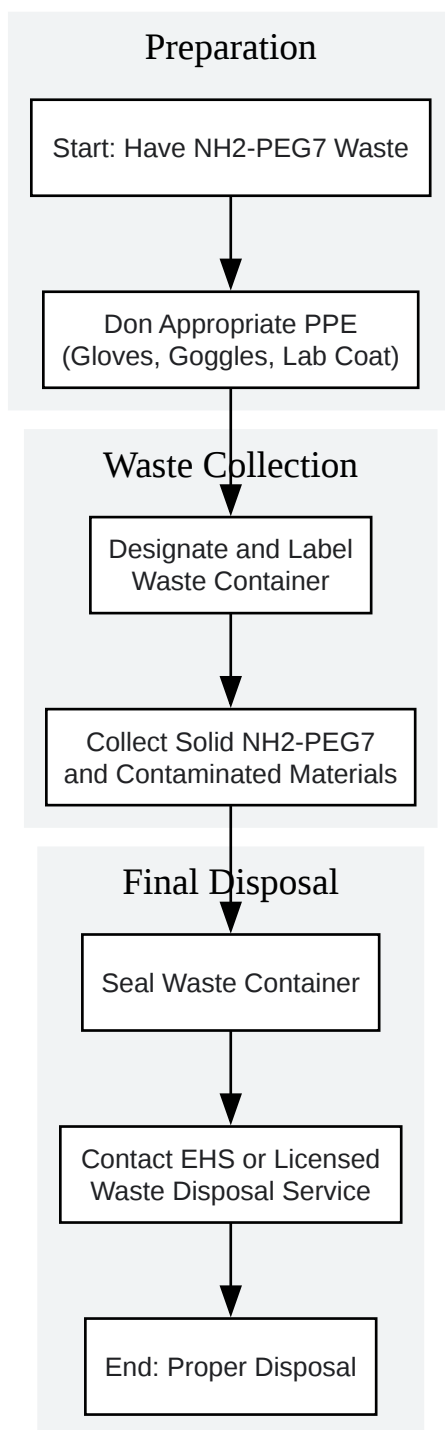 Preparation
Start: Have NH2-PEG7 Waste
Don Appropriate PPE
(Gloves, Goggles, Lab Coat)
Waste Collection
Designate and Label
Waste Container
Collect Solid NH2-PEG7
and Contaminated Materials
Final Disposal
Seal Waste Container
Contact EHS or Licensed
Waste Disposal Service
End: Proper Disposal